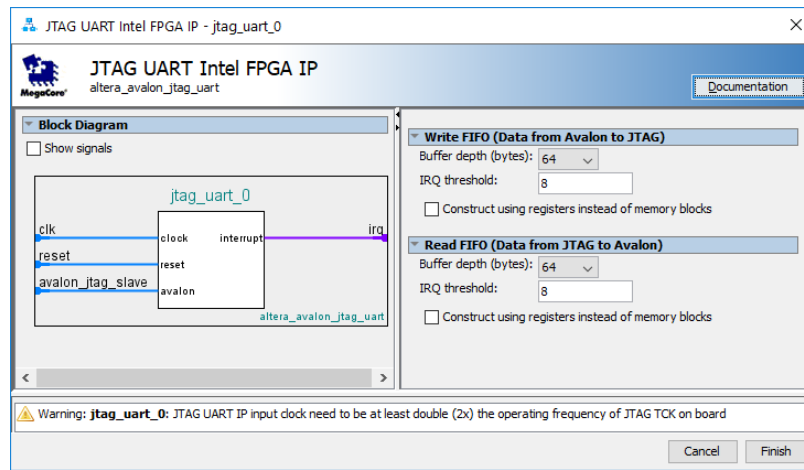 JTAG UART Intel FPGA IP - jtag_uart_0
MegaCore®
JTAG UART Intel FPGA IP
altera_avalon_jtag_uart
Documentation
Block Diagram
Show signals
jtag_uart_0
clk
clock
interrupt
irq
reset
reset
avalon_jtag_slave
avalon
altera_avalon_jtag_uart
Write FIFO (Data from Avalon to JTAG)
Buffer depth (bytes): 64
IRQ threshold: 8
Construct using registers instead of memory blocks
Read FIFO (Data from JTAG to Avalon)
Buffer depth (bytes): 64
IRQ threshold: 8
Construct using registers instead of memory blocks
Warning: jtag_uart_0: JTAG UART IP input clock need to be at least double (2x) the operating frequency of JTAG TCK on board
Cancel
Finish